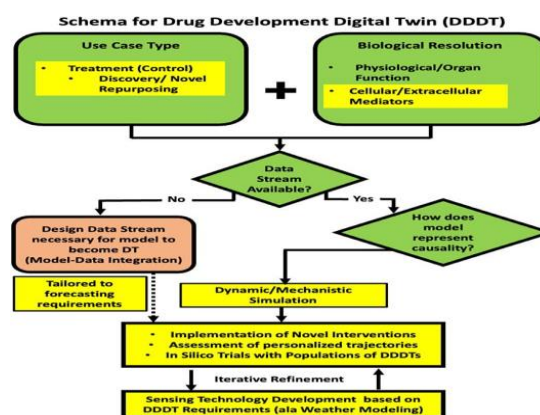 Schema for Drug Development Digital Twin (DDDT)
Use Case Type
• Treatment (Control)
• Discovery/ Novel
Repurposing
+
Biological Resolution
• Physiological/Organ
Function
• Cellular/Extracellular
Mediators
Data
Stream
Available?
No
Yes
Design Data Stream
necessary for model to
become DT
(Model-Data Integration)
How does
model
represent
causality?
Tailored to
forecasting
requirements
Dynamic/Mechanistic
Simulation
• Implementation of Novel Interventions
• Assessment of personalized trajectories
• In Silico Trials with Populations of DDDTs
Iterative Refinement
Sensing Technology Development based on
DDDT Requirements (ala Weather Modeling)